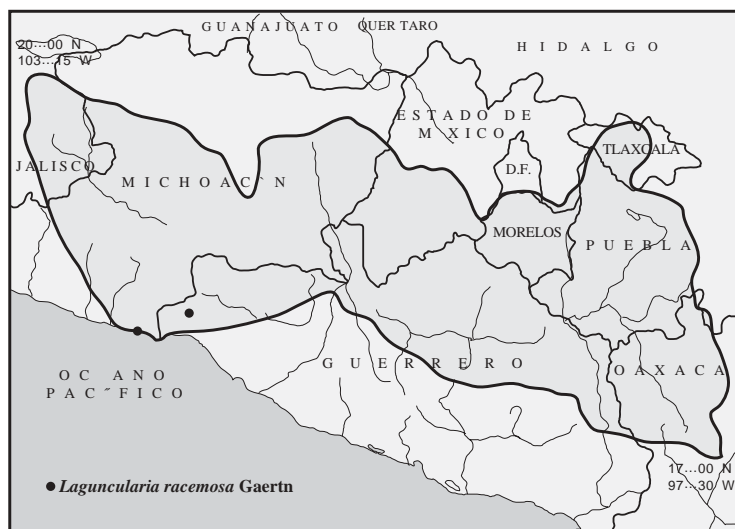 GUANAJUATO QUER TARO
20...00 N
103...15 W
HIDALGO
ESTADO DE
M XICO
TLAXCALA
JALISCO
MICHOAC`N
D.F.
MORELOS
PUEBLA
GUERRERO
OAXACA
OC ANO
PAC˝FICO
17...00 N
97...30 W
Laguncularia racemosa Gaertn